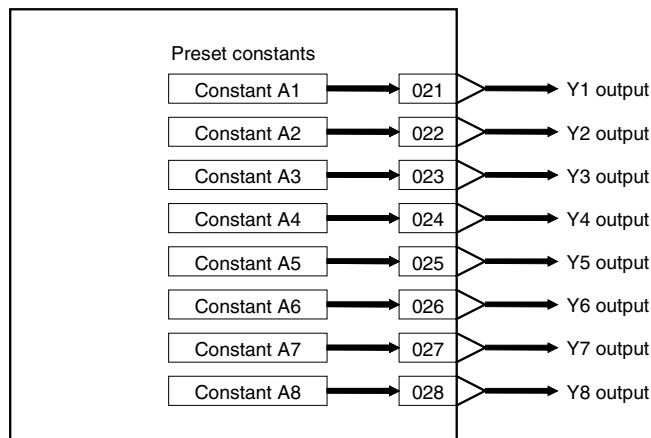 Preset constants
Constant A1 021 Y1 output
Constant A2 022 Y2 output
Constant A3 023 Y3 output
Constant A4 024 Y4 output
Constant A5 025 Y5 output
Constant A6 026 Y6 output
Constant A7 027 Y7 output
Constant A8 028 Y8 output